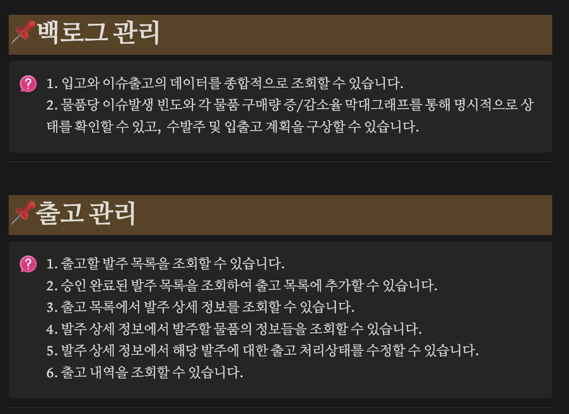 백로그 관리
1. 입고와 이슈출고의 데이터를 종합적으로 조회할 수 있습니다.
2. 물품당 이슈발생 빈도와 각 물품 구매량 증/감소율 막대그래프를 통해 명시적으로 상
태를 확인할 수 있고, 수발주 및 입출고 계획을 구상할 수 있습니다.
출고 관리
1. 출고할 발주 목록을 조회할 수 있습니다.
2. 승인 완료된 발주 목록을 조회하여 출고 목록에 추가할 수 있습니다.
3. 출고 목록에서 발주 상세 정보를 조회할 수 있습니다.
4. 발주 상세 정보에서 발주할 물품의 정보들을 조회할 수 있습니다.
5. 발주 상세 정보에서 해당 발주에 대한 출고 처리상태를 수정할 수 있습니다.
6. 출고 내역을 조회할 수 있습니다.